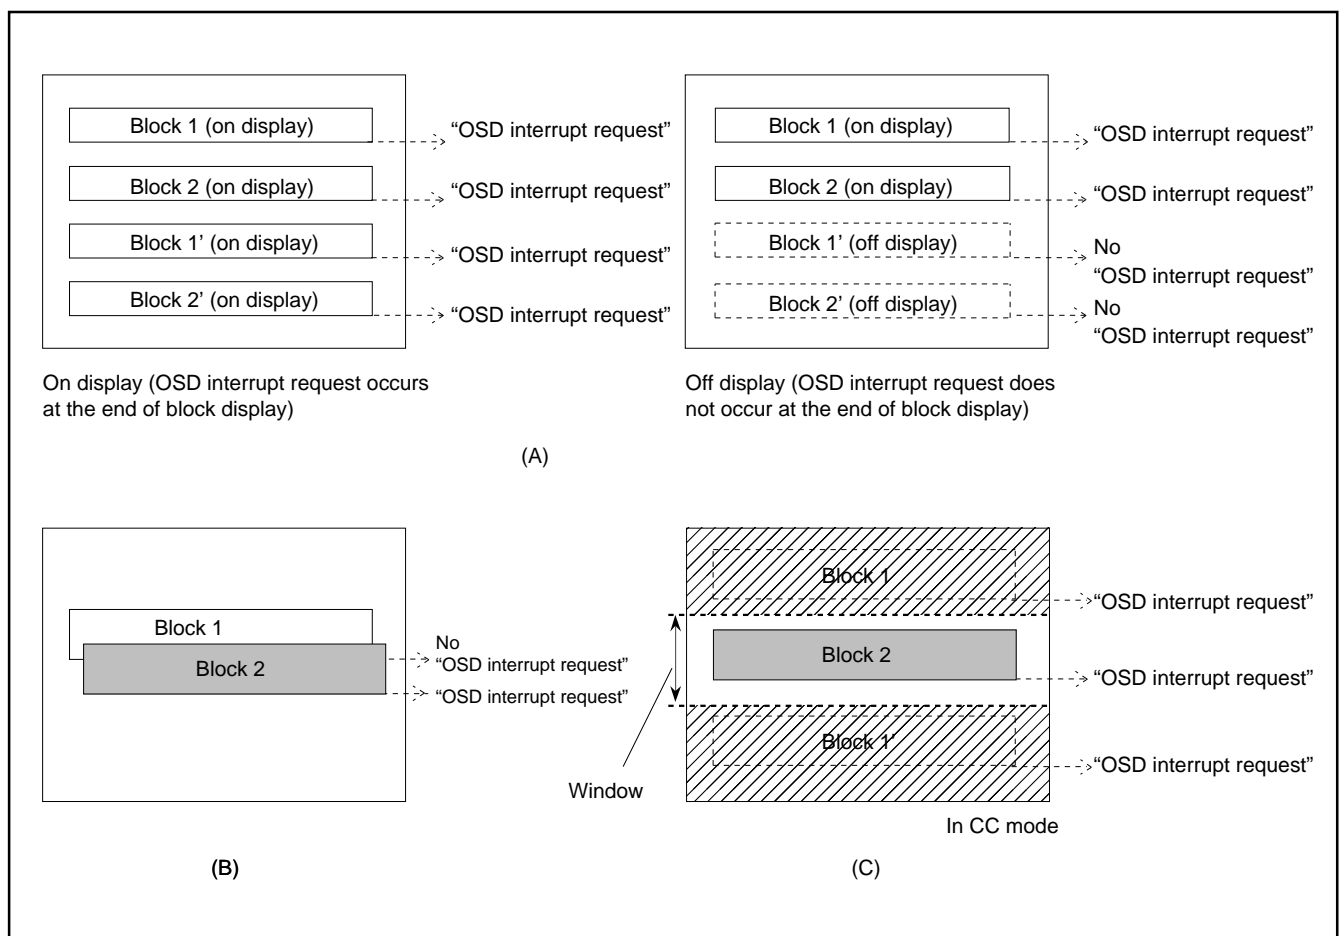 Block 1 (on display)
“OSD interrupt request”
Block 2 (on display)
“OSD interrupt request”
Block 1’ (on display)
“OSD interrupt request”
Block 2’ (on display)
“OSD interrupt request”
On display (OSD interrupt request occurs
at the end of block display)
Block 1 (on display)
“OSD interrupt request”
Block 2 (on display)
“OSD interrupt request”
Block 1’ (off display)
No
“OSD interrupt request”
Block 2’ (off display)
No
“OSD interrupt request”
Off display (OSD interrupt request does
not occur at the end of block display)
(A)
Block 1
Block 2
No
“OSD interrupt request”
“OSD interrupt request”
(B)
Block 1
“OSD interrupt request”
Block 2
“OSD interrupt request”
Block 1’
“OSD interrupt request”
Window
In CC mode
(C)